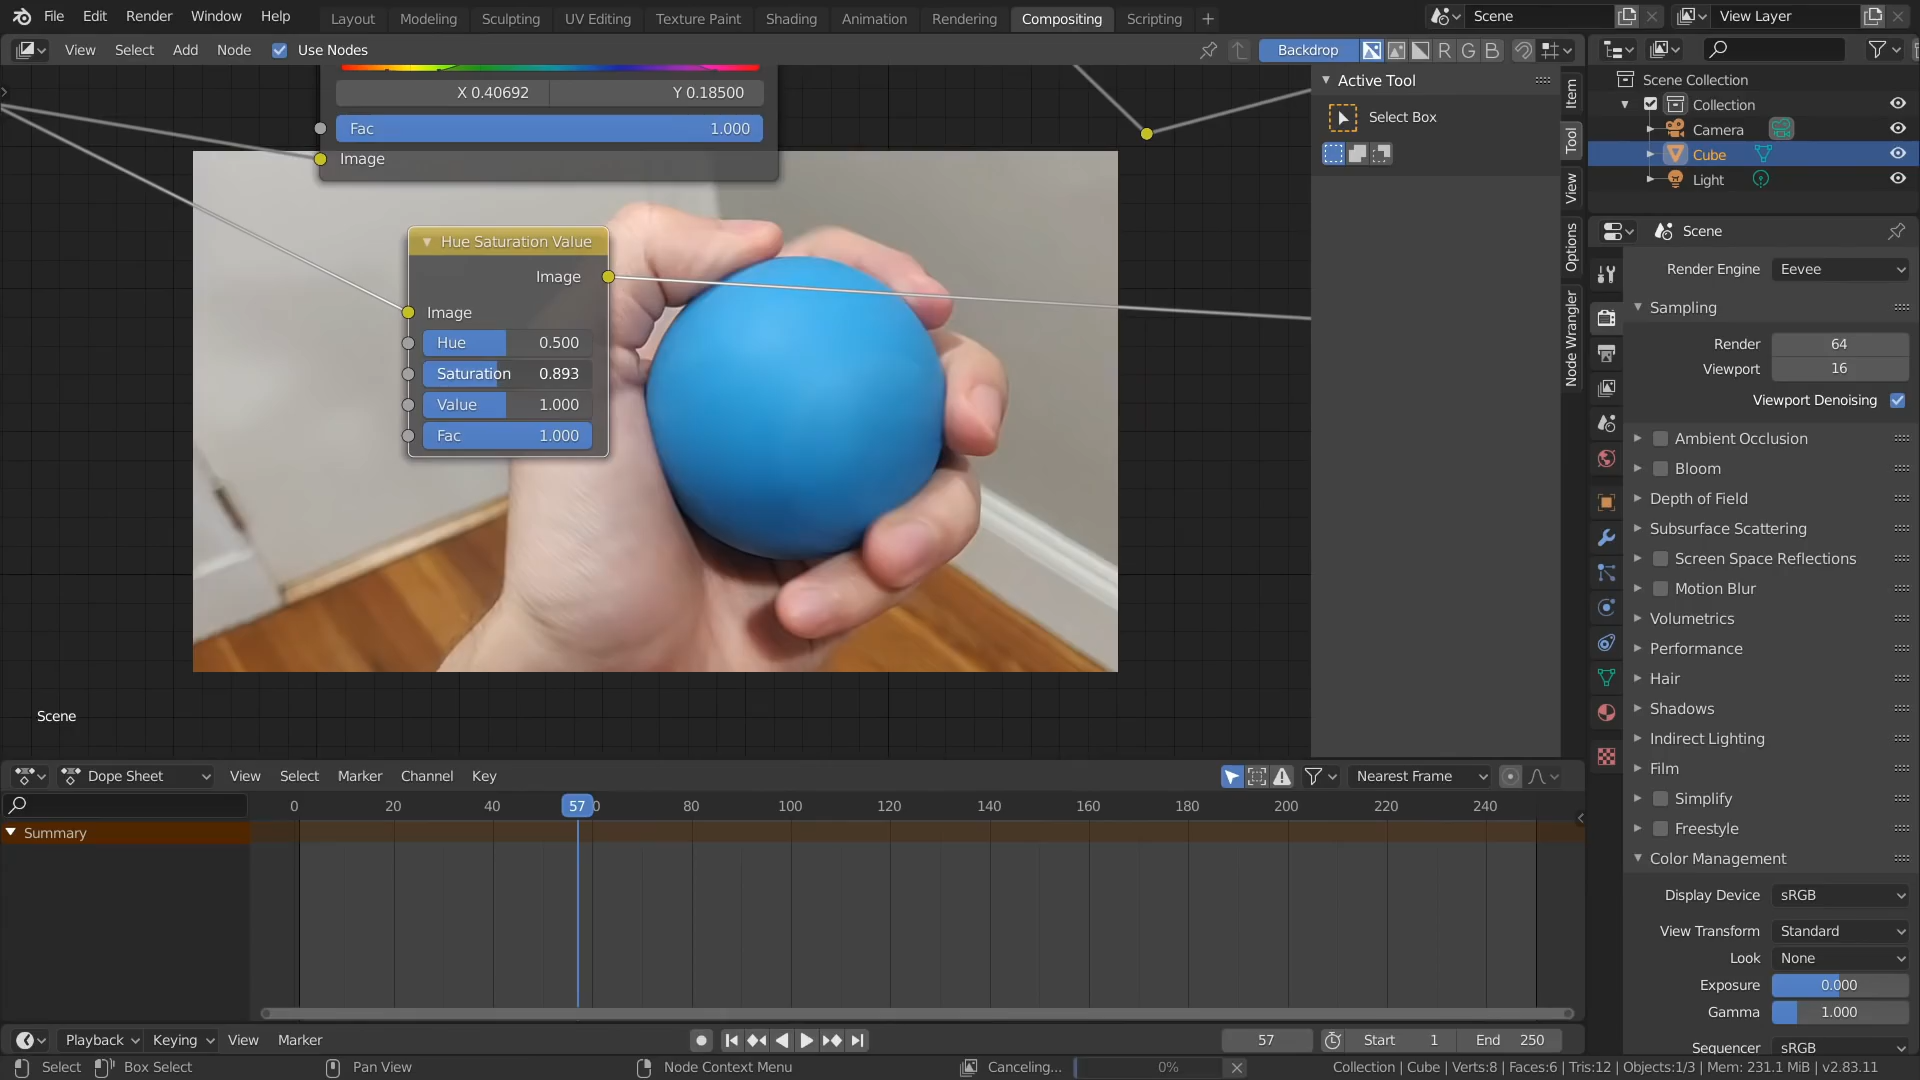 File Edit Render Window Help Layout Modeling Sculpting UV Editing Texture Paint Shading Animation Rendering Compositing Scripting + Scene View Layer
View Select Add Node Use Nodes Backdrop R G B
X 0.40692 Y 0.18500
Fac 1.000
Image
Hue Saturation Value
Image
Image
Hue 0.500
Saturation 0.893
Value 1.000
Fac 1.000
Scene
Active Tool
Select Box
Item
Tool
View
Options
Node Wrangler
Scene Collection
Collection
Camera
Cube
Light
Scene
Render Engine Eevee
Sampling
Render 64
Viewport 16
Viewport Denoising
Ambient Occlusion
Bloom
Depth of Field
Subsurface Scattering
Screen Space Reflections
Motion Blur
Volumetrics
Performance
Hair
Shadows
Indirect Lighting
Film
Simplify
Freestyle
Color Management
Display Device sRGB
View Transform Standard
Look None
Exposure 0.000
Gamma 1.000
Sequencer sRGB
Dope Sheet View Select Marker Channel Key Nearest Frame
0 20 40 57 80 100 120 140 160 180 200 220 240
Summary
Playback Keying View Marker 57 Start 1 End 250
Select Box Select Pan View Node Context Menu Canceling... 0% Collection | Cube | Verts:8 | Faces:6 | Tris:12 | Objects:1/3 | Mem: 231.1 MiB | v2.83.11